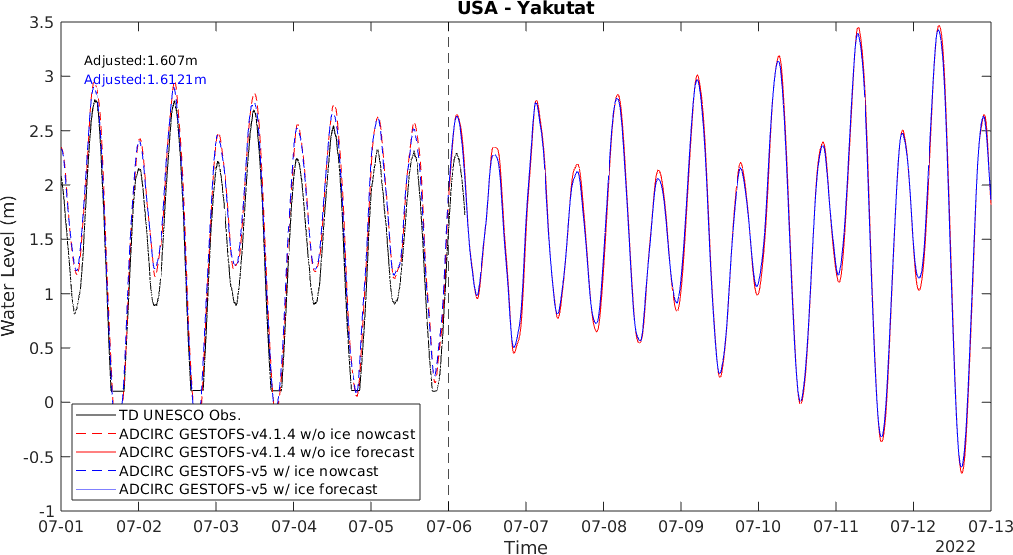 USA - Yakutat
Adjusted:1.607m
Adjusted:1.6121m
Water Level (m)
3.5
3
2.5
2
1.5
1
0.5
0
-0.5
-1
TD UNESCO Obs.
ADCIRC GESTOFS-v4.1.4 w/o ice nowcast
ADCIRC GESTOFS-v4.1.4 w/o ice forecast
ADCIRC GESTOFS-v5 w/ ice nowcast
ADCIRC GESTOFS-v5 w/ ice forecast
07-01 07-02 07-03 07-04 07-05 07-06 07-07 07-08 07-09 07-10 07-11 07-12 07-13
Time
2022